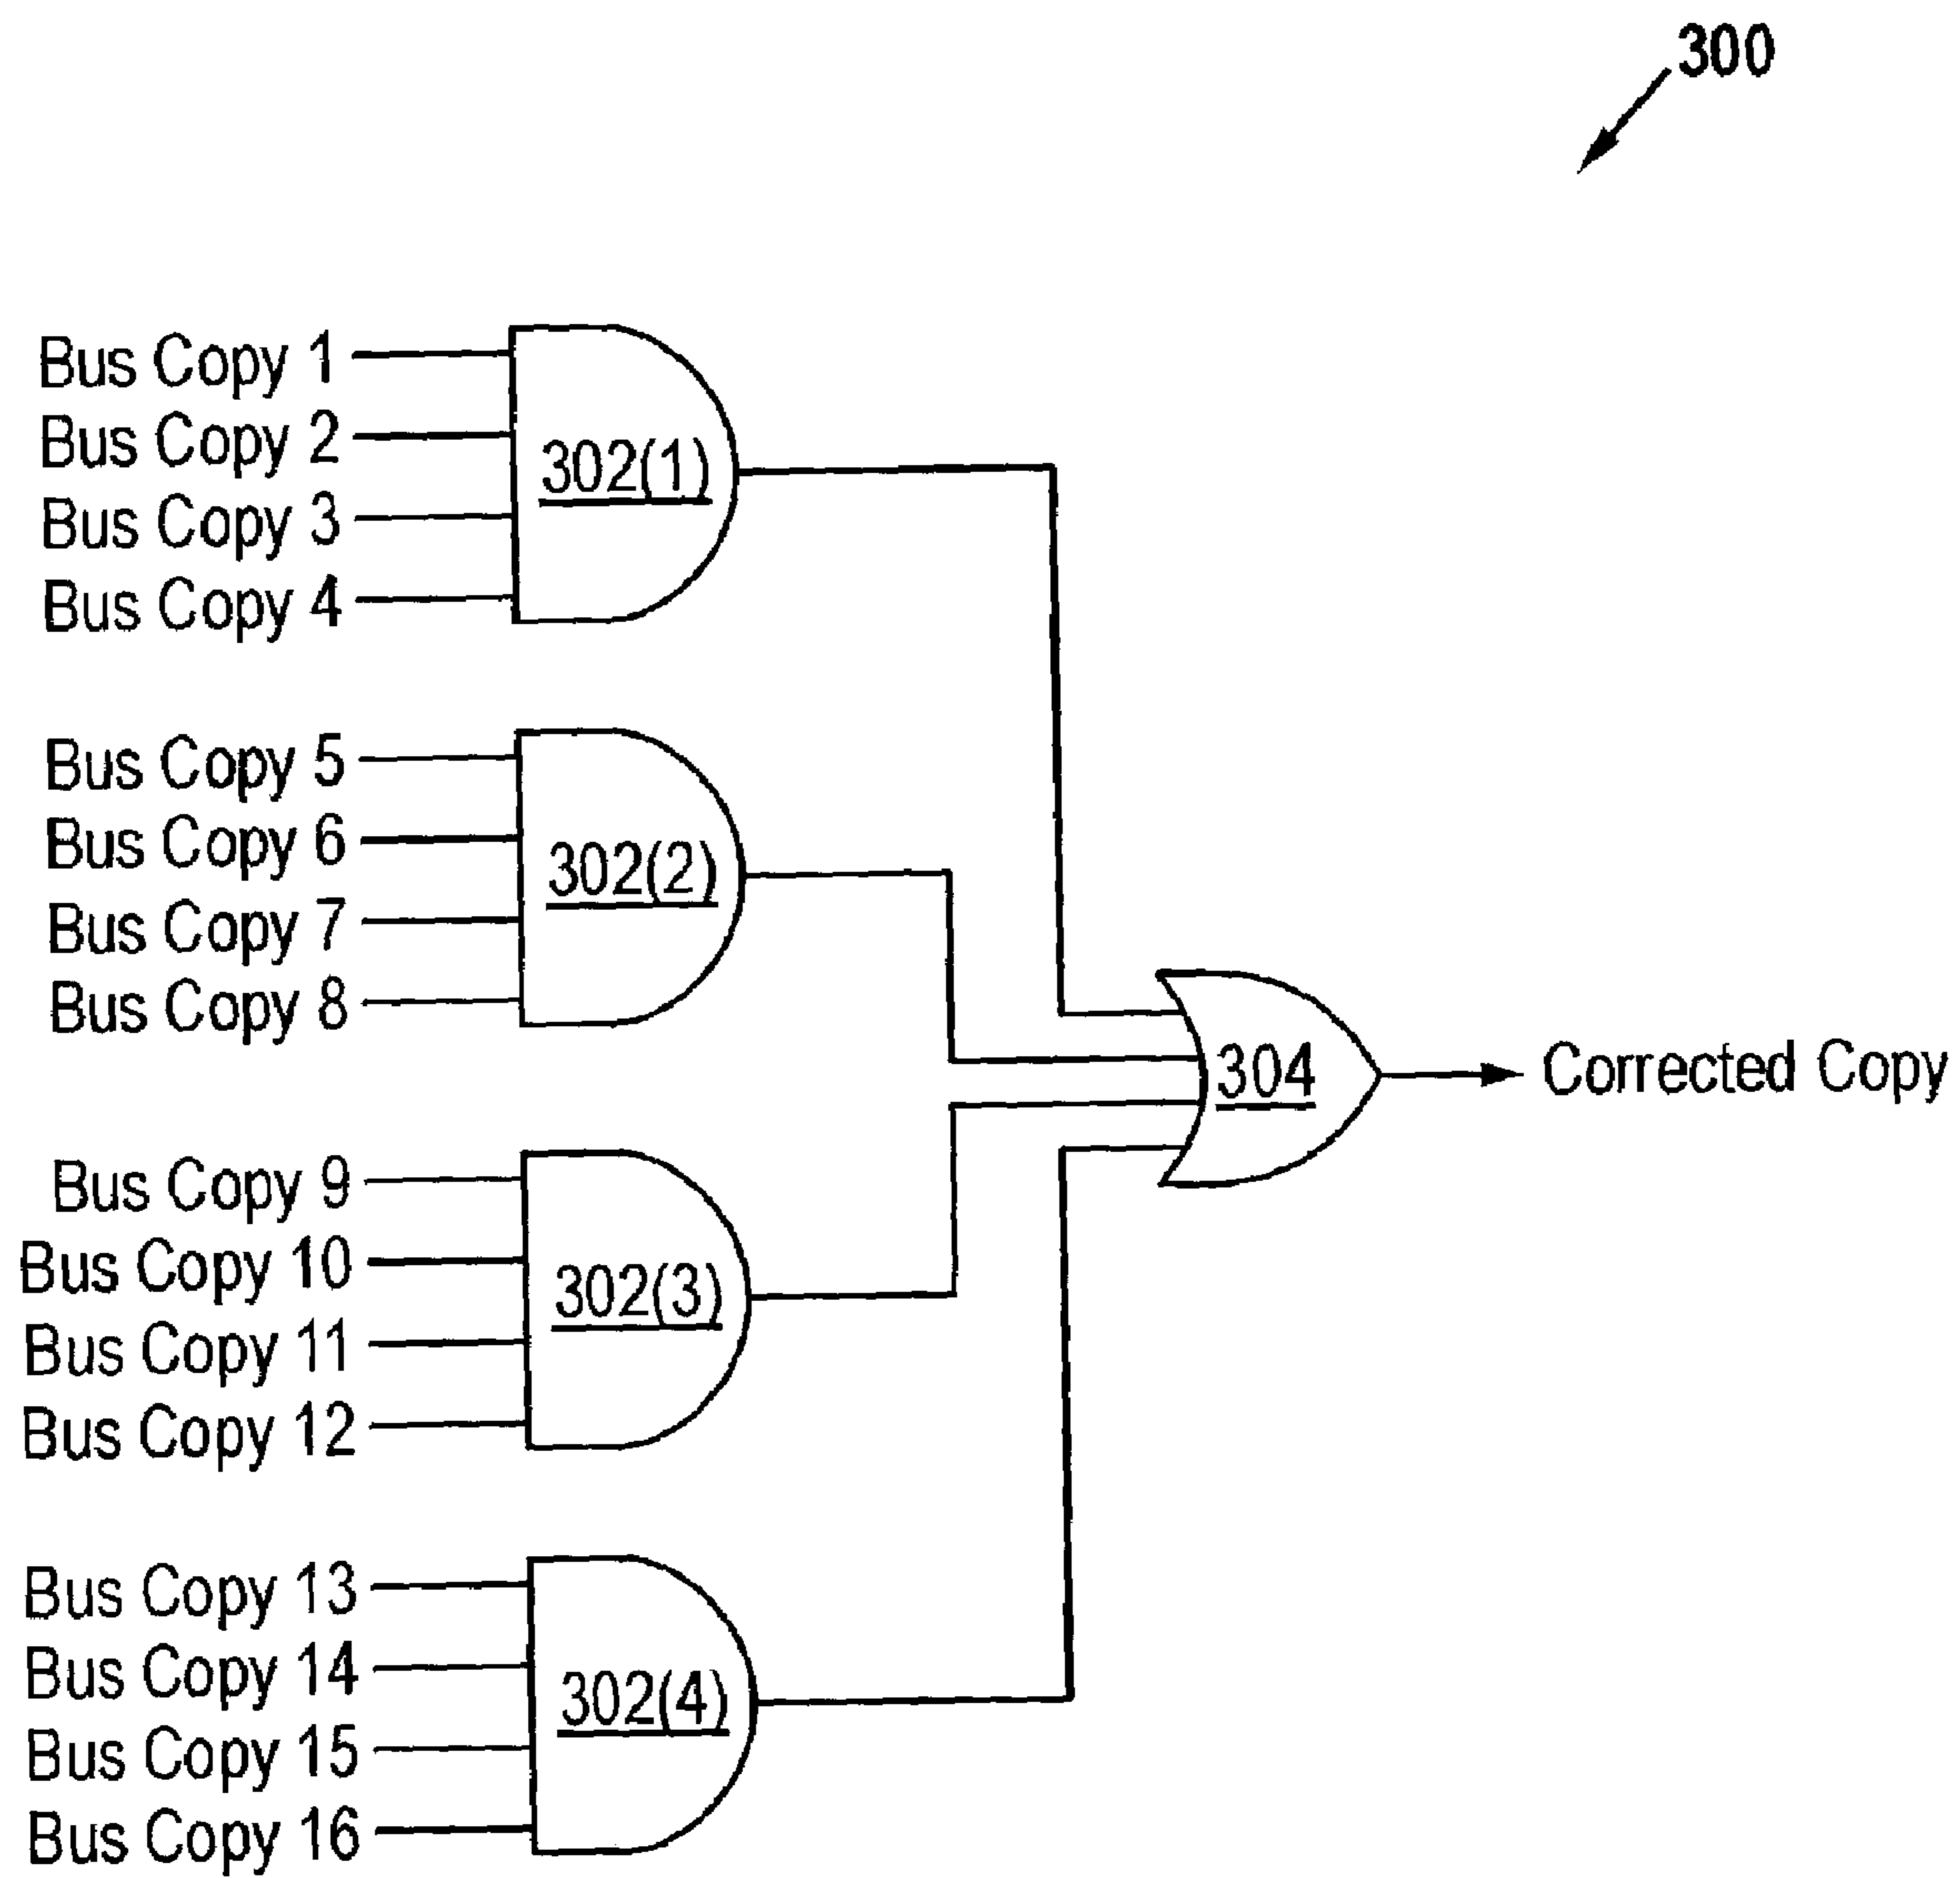 300
Bus Copy 1
Bus Copy 2
302(1)
Bus Copy 3
Bus Copy 4
Bus Copy 5
Bus Copy 6
302(2)
Bus Copy 7
Bus Copy 8
304
Corrected Copy
Bus Copy 9
Bus Copy 10
302(3)
Bus Copy 11
Bus Copy 12
Bus Copy 13
Bus Copy 14
302(4)
Bus Copy 15
Bus Copy 16